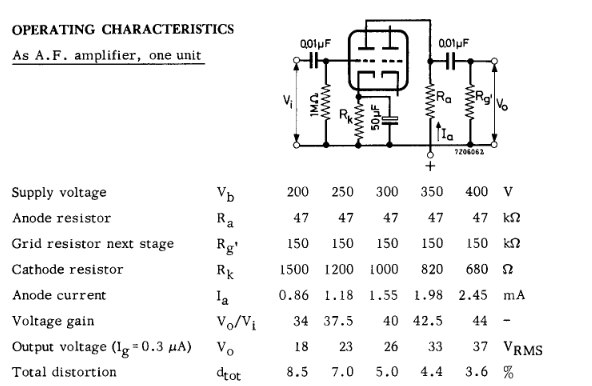 OPERATING CHARACTERISTICS
As A.F. amplifier, one unit
0,01µF
0,01µF
Vi
1MΩ
Rk
50µF
Ra
Rg'
Vo
Ia
7Z06062
+
Supply voltage Vb 200 250 300 350 400 V
Anode resistor Ra 47 47 47 47 47 kΩ
Grid resistor next stage Rg' 150 150 150 150 150 kΩ
Cathode resistor Rk 1500 1200 1000 820 680 Ω
Anode current Ia 0.86 1.18 1.55 1.98 2.45 mA
Voltage gain Vo/Vi 34 37.5 40 42.5 44 -
Output voltage (Ig = 0.3 µA) Vo 18 23 26 33 37 VRMS
Total distortion dtot 8.5 7.0 5.0 4.4 3.6 %